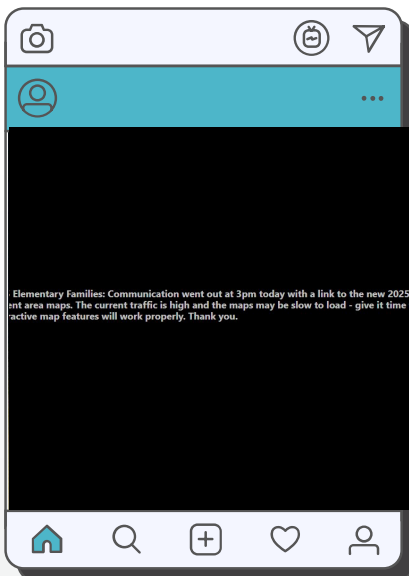 Elementary Families: Communication went out at 3pm today with a link to the new 2025
area maps. The current traffic is high and the maps may be slow to load - give it time
map features will work properly. Thank you.